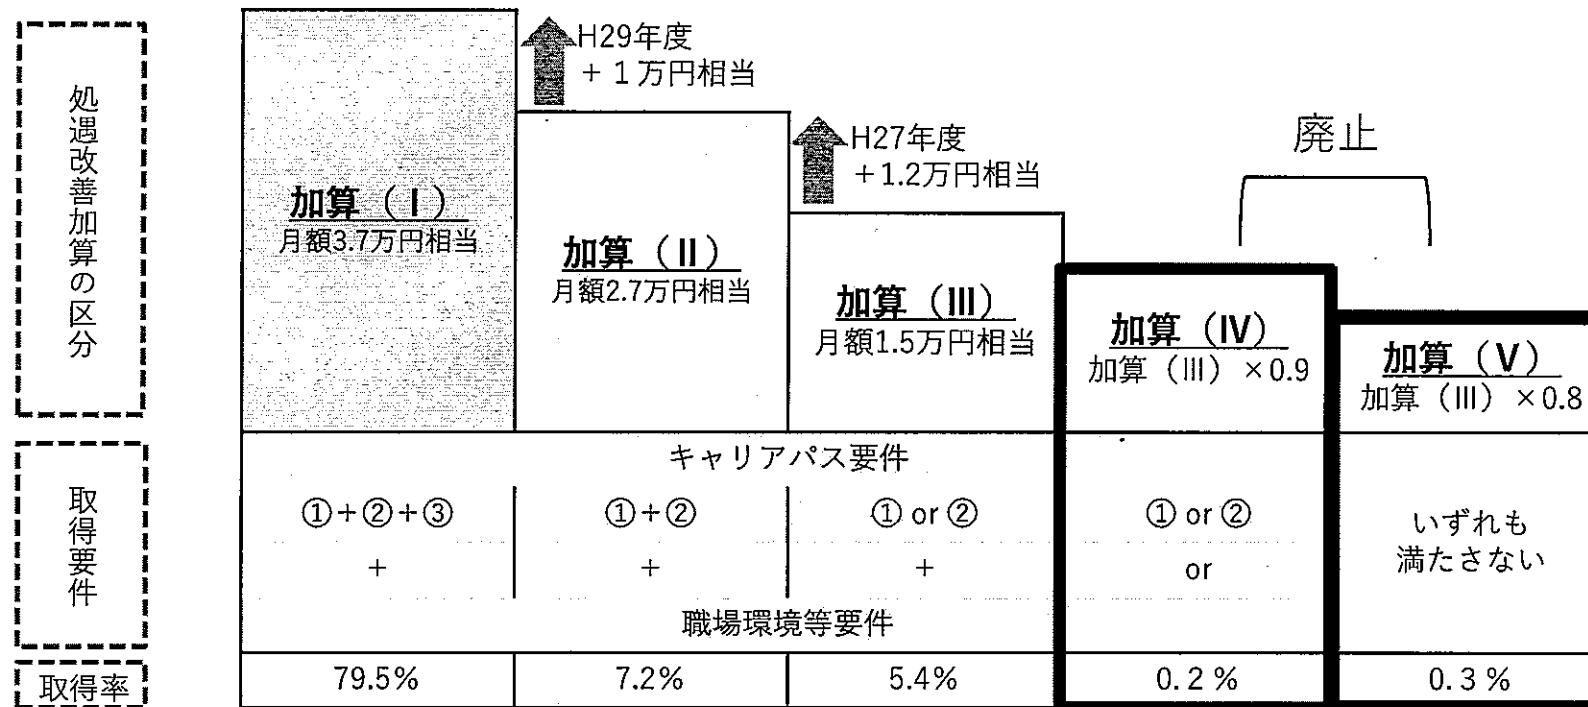 処遇改善加算の区分
H29年度
+ 1 万円相当
H27年度
+1.2万円相当
廃止
加算（Ⅰ）
月額3.7万円相当
加算（Ⅱ）
月額2.7万円相当
加算（Ⅲ）
月額1.5万円相当
加算（Ⅳ）
加算（Ⅲ）×0.9
加算（Ⅴ）
加算（Ⅲ）×0.8
取得要件
キャリアパス要件
①+②+③
①+②
① or ②
① or ②
いずれも
満たさない
+
+
+
or
職場環境等要件
取得率
79.5%
7.2%
5.4%
0.2 %
0.3 %